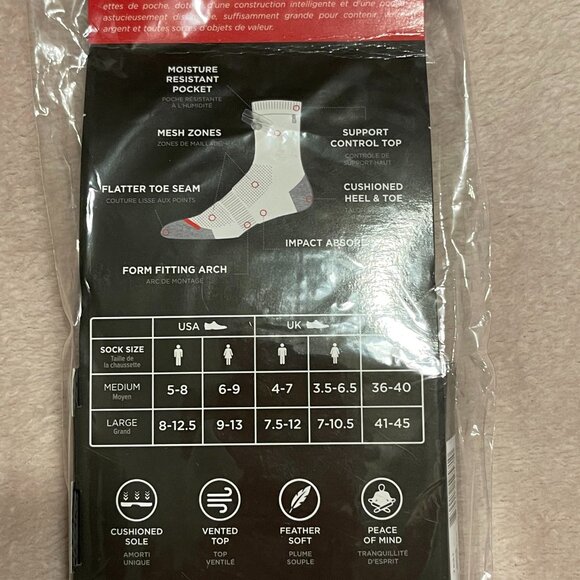 ettes de poche, dotées d'une construction intelligente et d'une
astucieusement suffisamment grande pour contenir
argent et toutes sortes d'objets de valeur.
MOISTURE
RESISTANT
POCKET
POCHE RÉSISTANTE
À L'HUMIDITÉ
MESH ZONES
ZONES DE
SUPPORT
CONTROL TOP
CONTRÔLE DE
SUPPORT-HAUT
FLATTER TOE SEAM
COUTURE LISSE AUX POINTS
CUSHIONED
HEEL & TOE
IMPACT
FORM FITTING ARCH
ARC DE MONTAGE
USA UK
SOCK SIZE
Taille de
la chaussette
MEDIUM 5-8 6-9 4-7 3.5-6.5 36-40
Moyen
LARGE 8-12.5 9-13 7.5-12 7-10.5 41-45
Grand
CUSHIONED SOLE
AMORTI UNIQUE
VENTED TOP
TOP VENTILÉ
FEATHER SOFT
PLUME SOUPLE
PEACE OF MIND
TRANQUILLITÉ D'ESPRIT